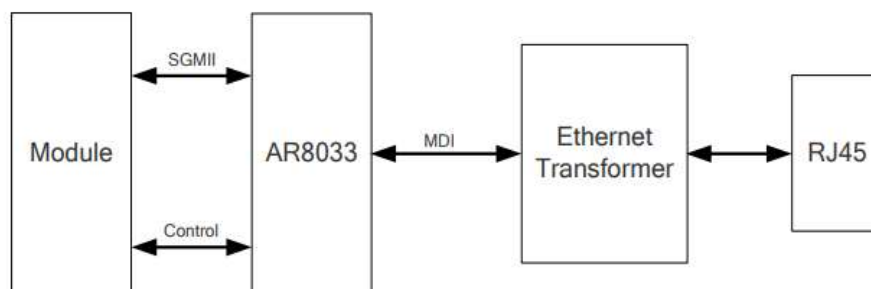 Module
SGMII
Control
AR8033
MDI
Ethernet
Transformer
RJ45